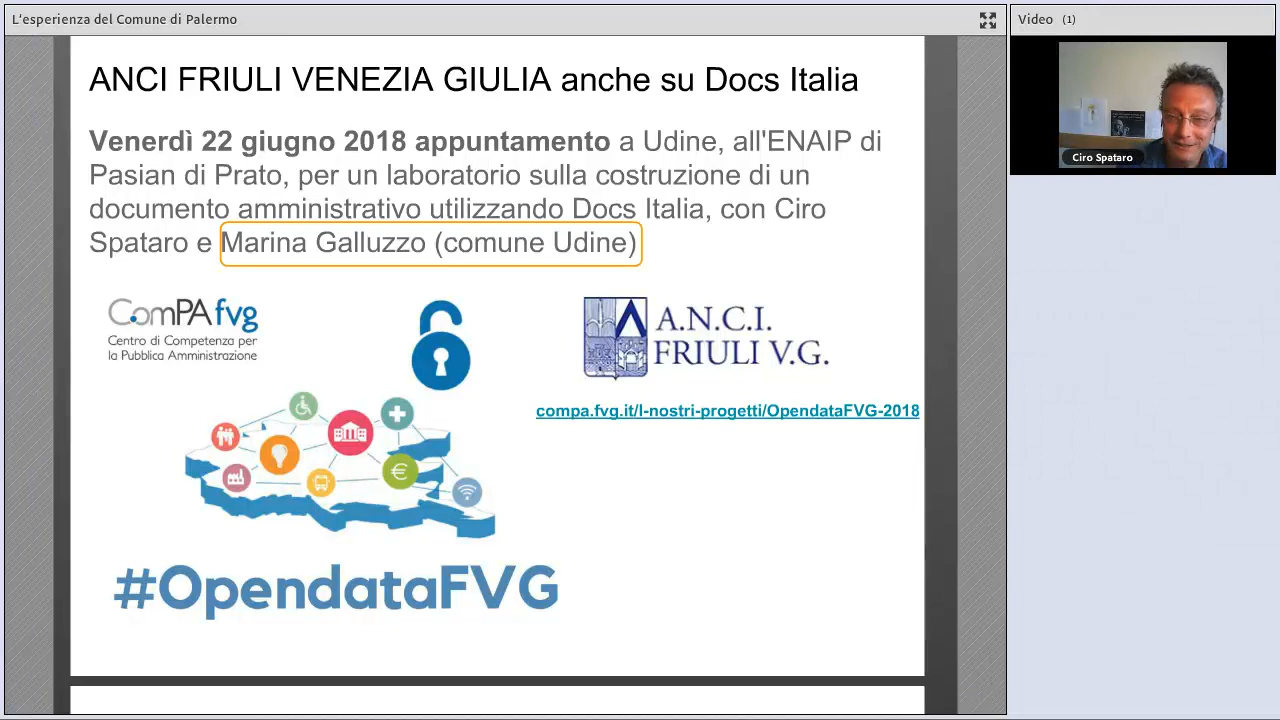 L'esperienza del Comune di Palermo
Video (1)
ANCI FRIULI VENEZIA GIULIA anche su Docs Italia
Venerdì 22 giugno 2018 appuntamento a Udine, all'ENAIP di
Pasian di Prato, per un laboratorio sulla costruzione di un
documento amministrativo utilizzando Docs Italia, con Ciro
Spataro e Marina Galluzzo (comune Udine)
Ciro Spataro
ComPA fvg
Centro di Competenza per
la Pubblica Amministrazione
A.N.C.I.
FRIULI V.G.
compa.fvg.it/I-nostri-progetti/OpendataFVG-2018
#OpendataFVG